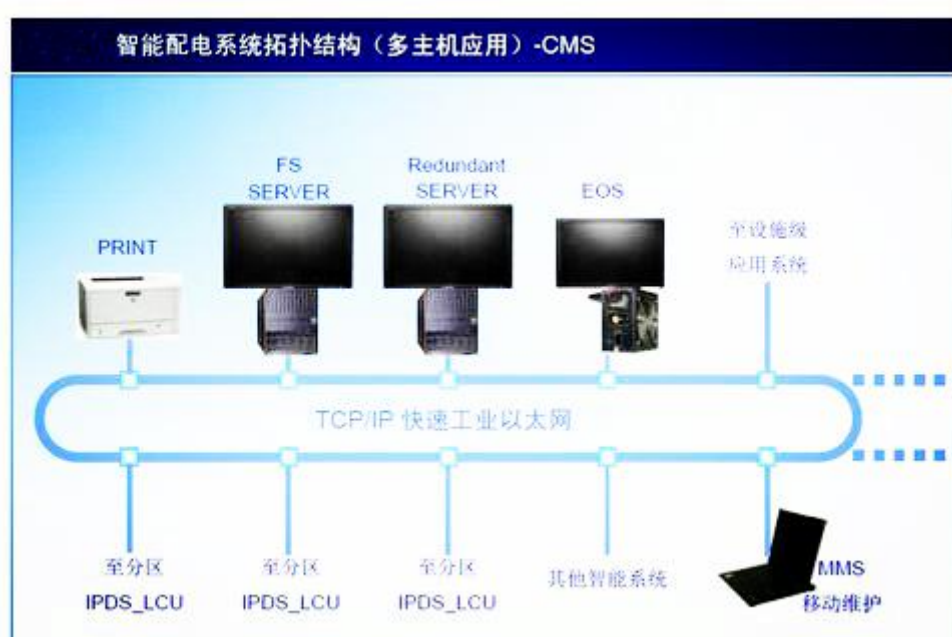 智能配电系统拓扑结构（多主机应用）-CMS
FS
SERVER
Redundant
SERVER
EOS
PRINT
至设施级
应用系统
TCP/IP 快速工业以太网
至分区
IPDS_LCU
至分区
IPDS_LCU
至分区
IPDS_LCU
其他智能系统
MMS
移动维护